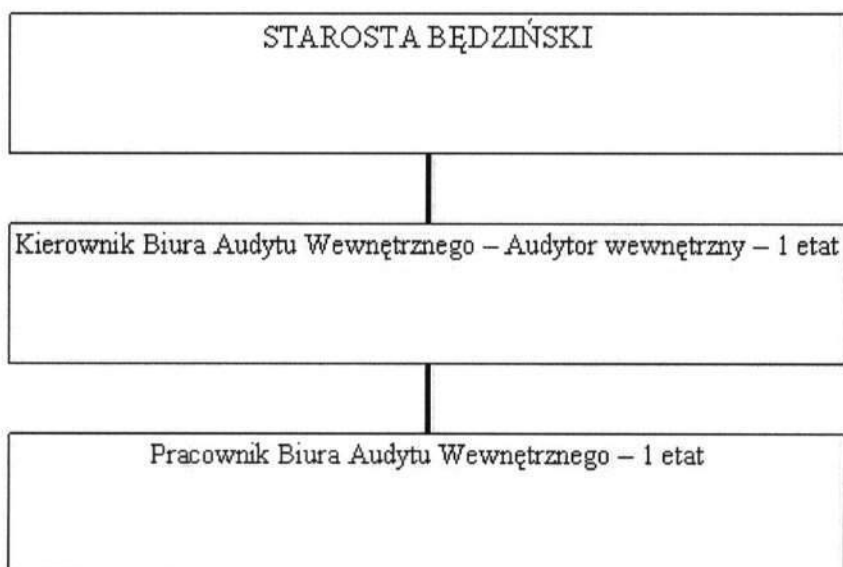 STAROSTA BĘDZIŃSKI
Kierownik Biura Audytu Wewnętrznego – Audytor wewnętrzny – 1 etat
Pracownik Biura Audytu Wewnętrznego – 1 etat